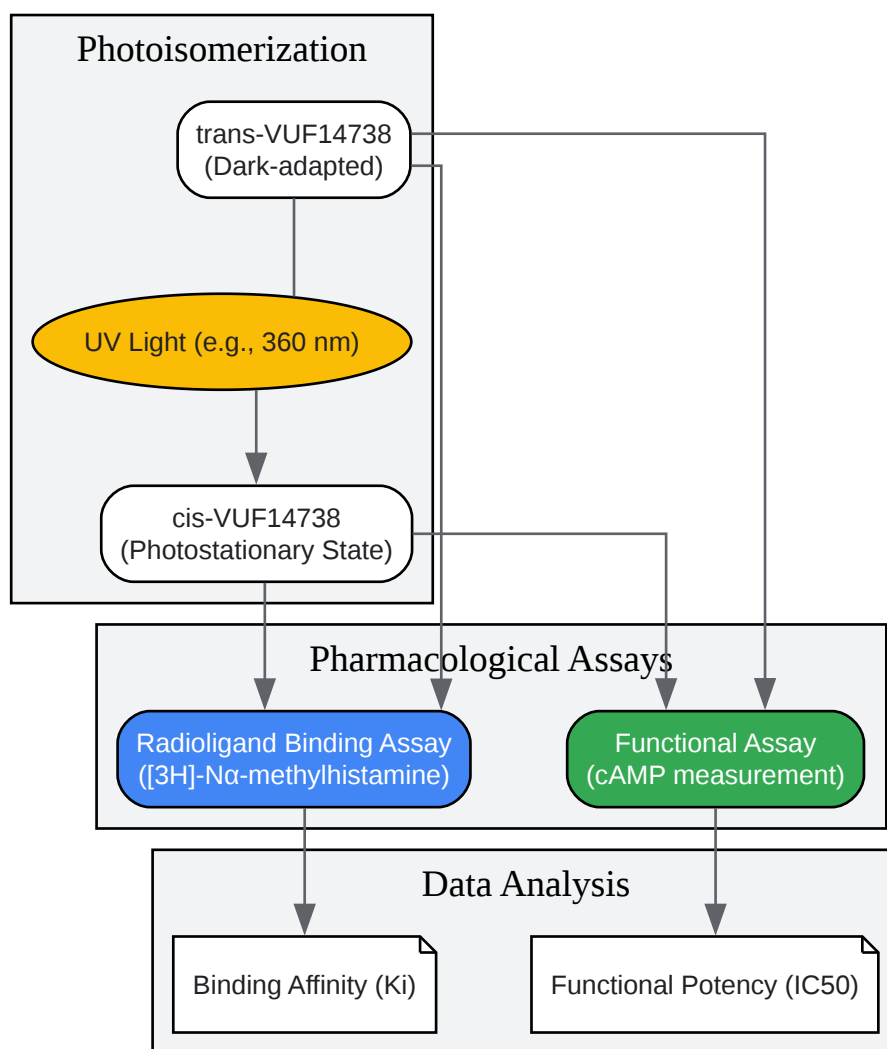 Photoisomerization
trans-VUF14738
(Dark-adapted)
UV Light (e.g., 360 nm)
cis-VUF14738
(Photostationary State)
Pharmacological Assays
Radioligand Binding Assay
([3H]-Nα-methylhistamine)
Functional Assay
(cAMP measurement)
Data Analysis
Binding Affinity (Ki)
Functional Potency (IC50)